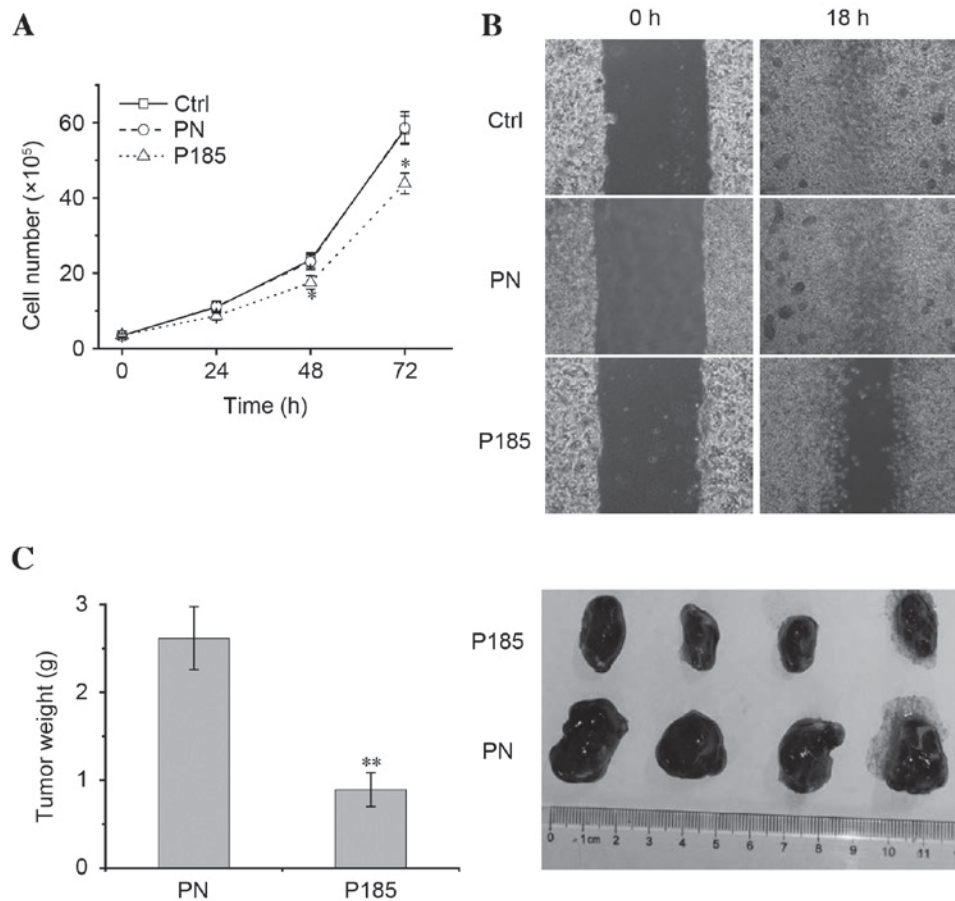 A
Ctrl
PN
P185
Cell number (×10⁵)
60
40
20
0
*
*
0 24 48 72
Time (h)
B
0 h 18 h
Ctrl
PN
P185
C
Tumor weight (g)
3
2
1
0
**
PN P185
P185
PN
0 1cm 2 3 4 5 6 7 8 9 10 11